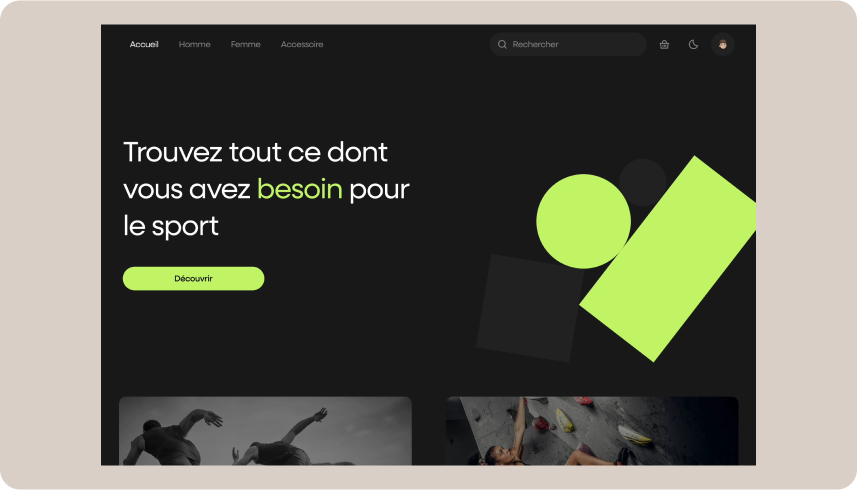 Accueil Homme Femme Accessoire Rechercher
Trouvez tout ce dont
vous avez besoin pour
le sport
Découvrir